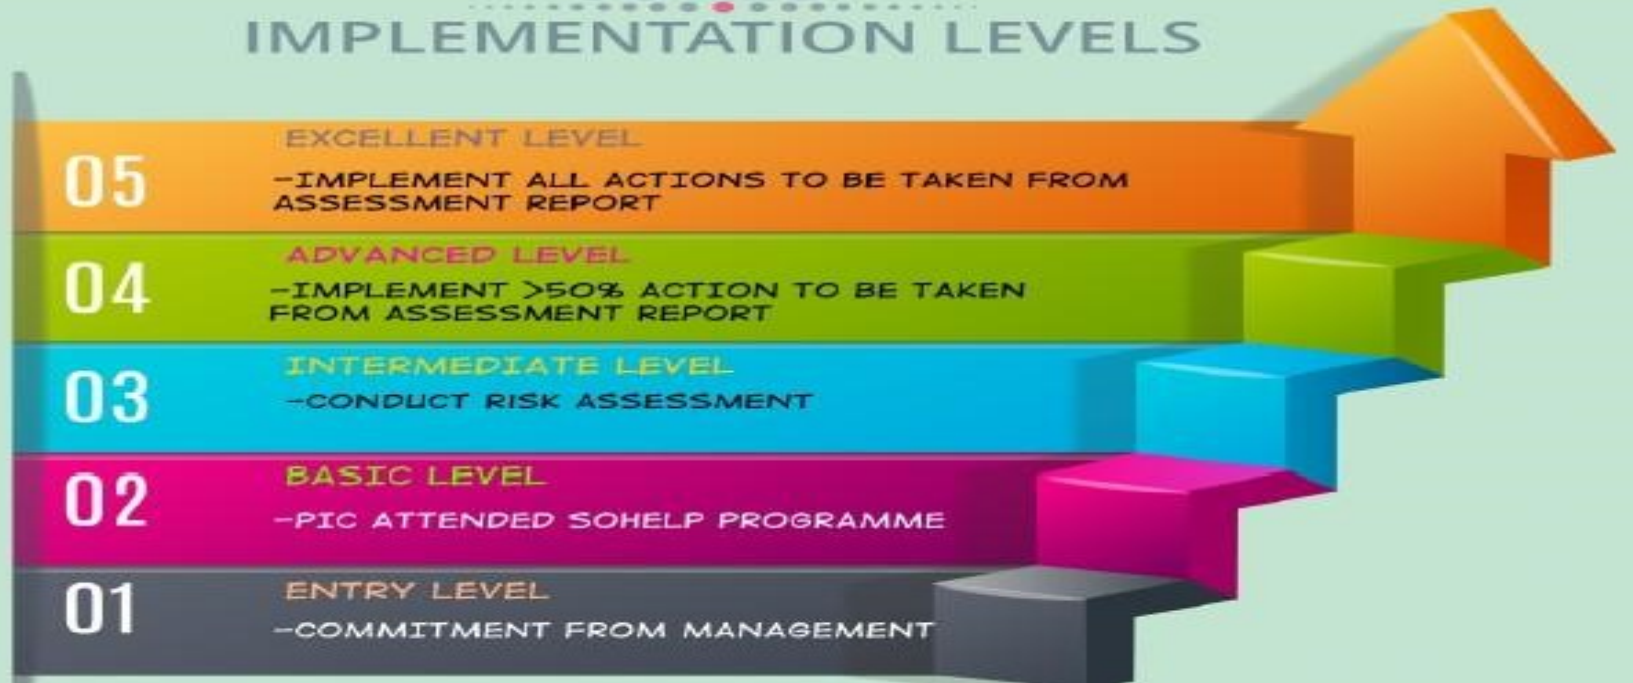 IMPLEMENTATION LEVELS
05
EXCELLENT LEVEL
-IMPLEMENT ALL ACTIONS TO BE TAKEN FROM
ASSESSMENT REPORT
04
ADVANCED LEVEL
-IMPLEMENT >50% ACTION TO BE TAKEN
FROM ASSESSMENT REPORT
03
INTERMEDIATE LEVEL
-CONDUCT RISK ASSESSMENT
02
BASIC LEVEL
-PIC ATTENDED SOHELP PROGRAMME
01
ENTRY LEVEL
-COMMITMENT FROM MANAGEMENT